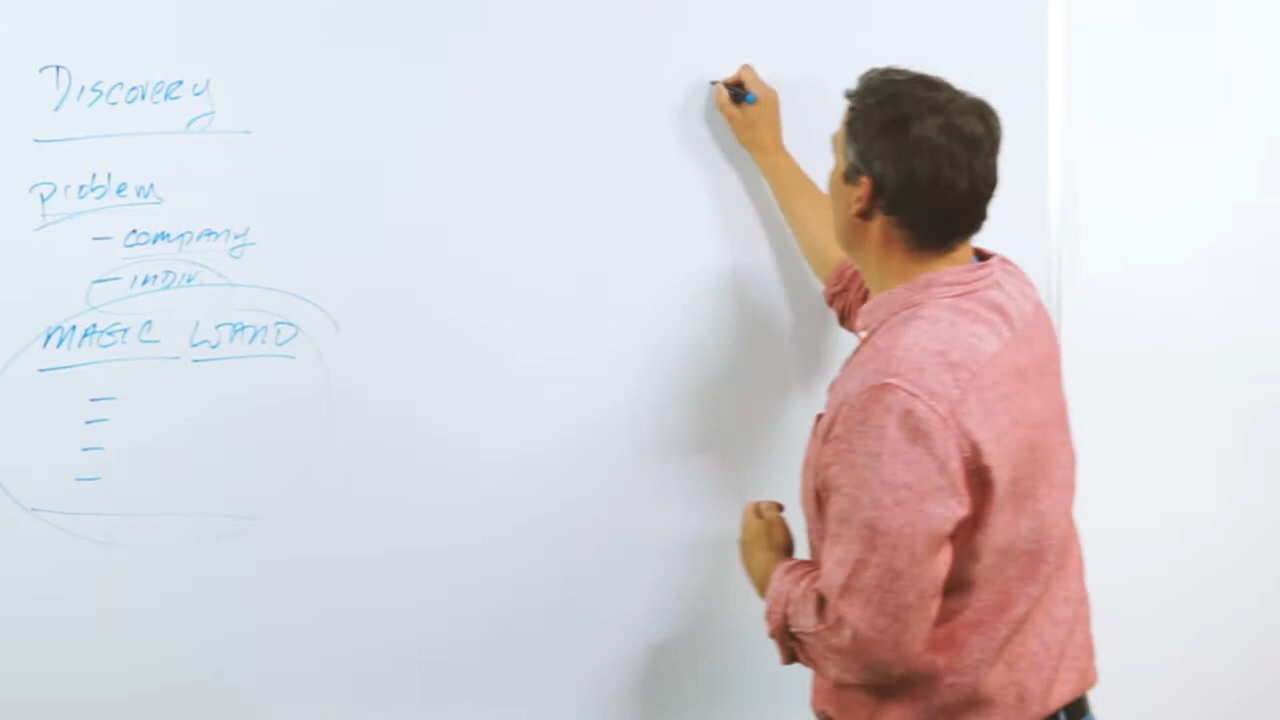 DISCOVERY
problem
- company
- INDIV.
MAGIC WAND
-
-
-
-